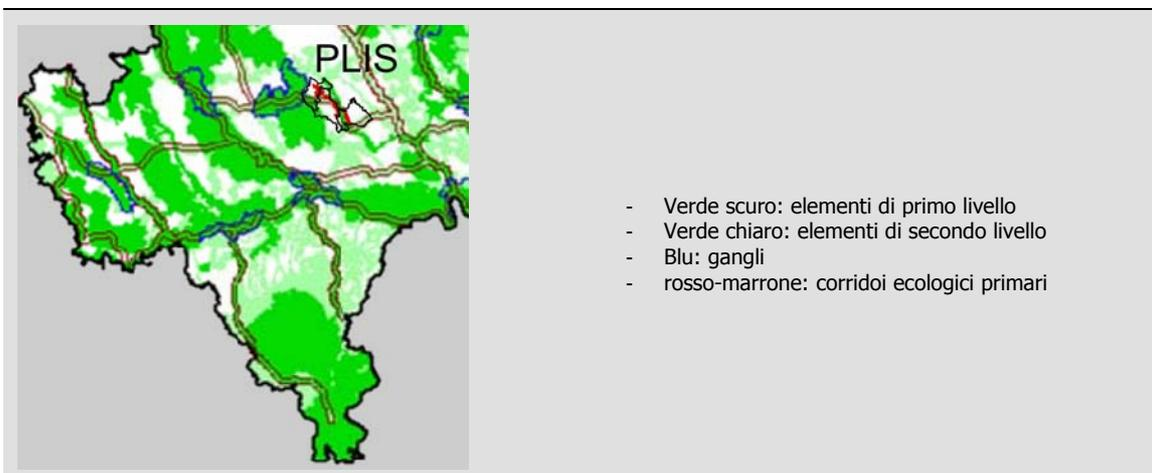 PLIS
- Verde scuro: elementi di primo livello
- Verde chiaro: elementi di secondo livello
- Blu: gangli
- rosso-marrone: corridoi ecologici primari